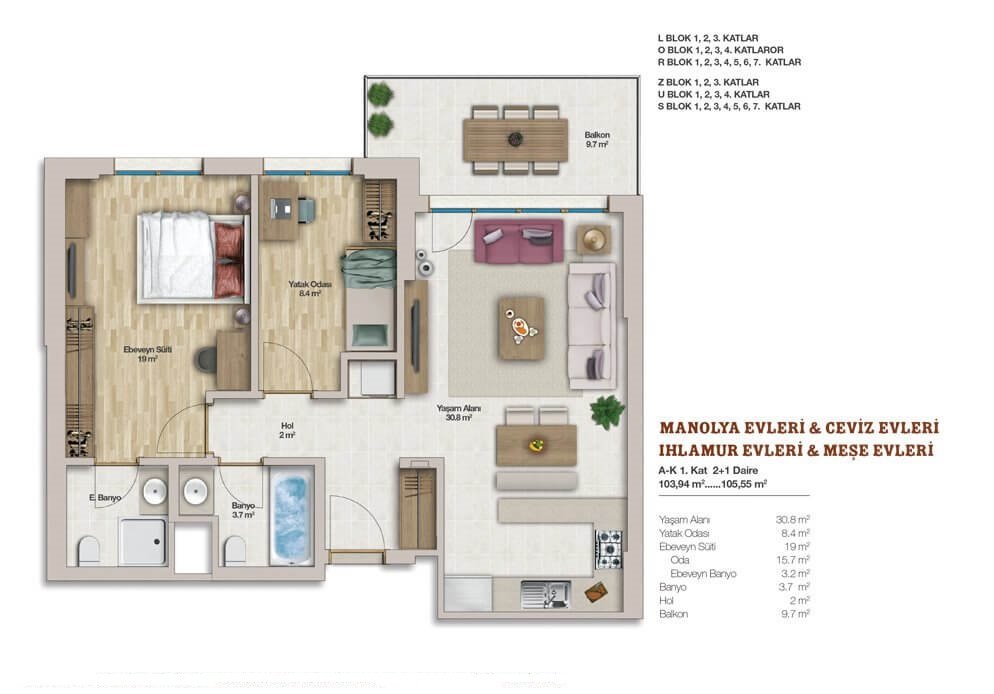 L BLOK 1, 2, 3. KATLAR
O BLOK 1, 2, 3, 4. KATLAROR
R BLOK 1, 2, 3, 4, 5, 6, 7. KATLAR
Z BLOK 1, 2, 3. KATLAR
U BLOK 1, 2, 3, 4. KATLAR
S BLOK 1, 2, 3, 4, 5, 6, 7. KATLAR
Balkon
9.7 m²
Yatak Odası
8.4 m²
Ebeveyn Süiti
19 m²
Yaşam Alanı
30.8 m²
Hol
2 m²
E. Banyo
Banyo
3.7 m²
MANOLYA EVLERİ & CEVİZ EVLERİ
IHLAMUR EVLERİ & MEŞE EVLERİ
A-K 1. Kat 2+1 Daire
103,94 m²......105,55 m²
Yaşam Alanı 30.8 m²
Yatak Odası 8.4 m²
Ebeveyn Süiti 19 m²
Oda 15.7 m²
Ebeveyn Banyo 3.2 m²
Banyo 3.7 m²
Hol 2 m²
Balkon 9.7 m²